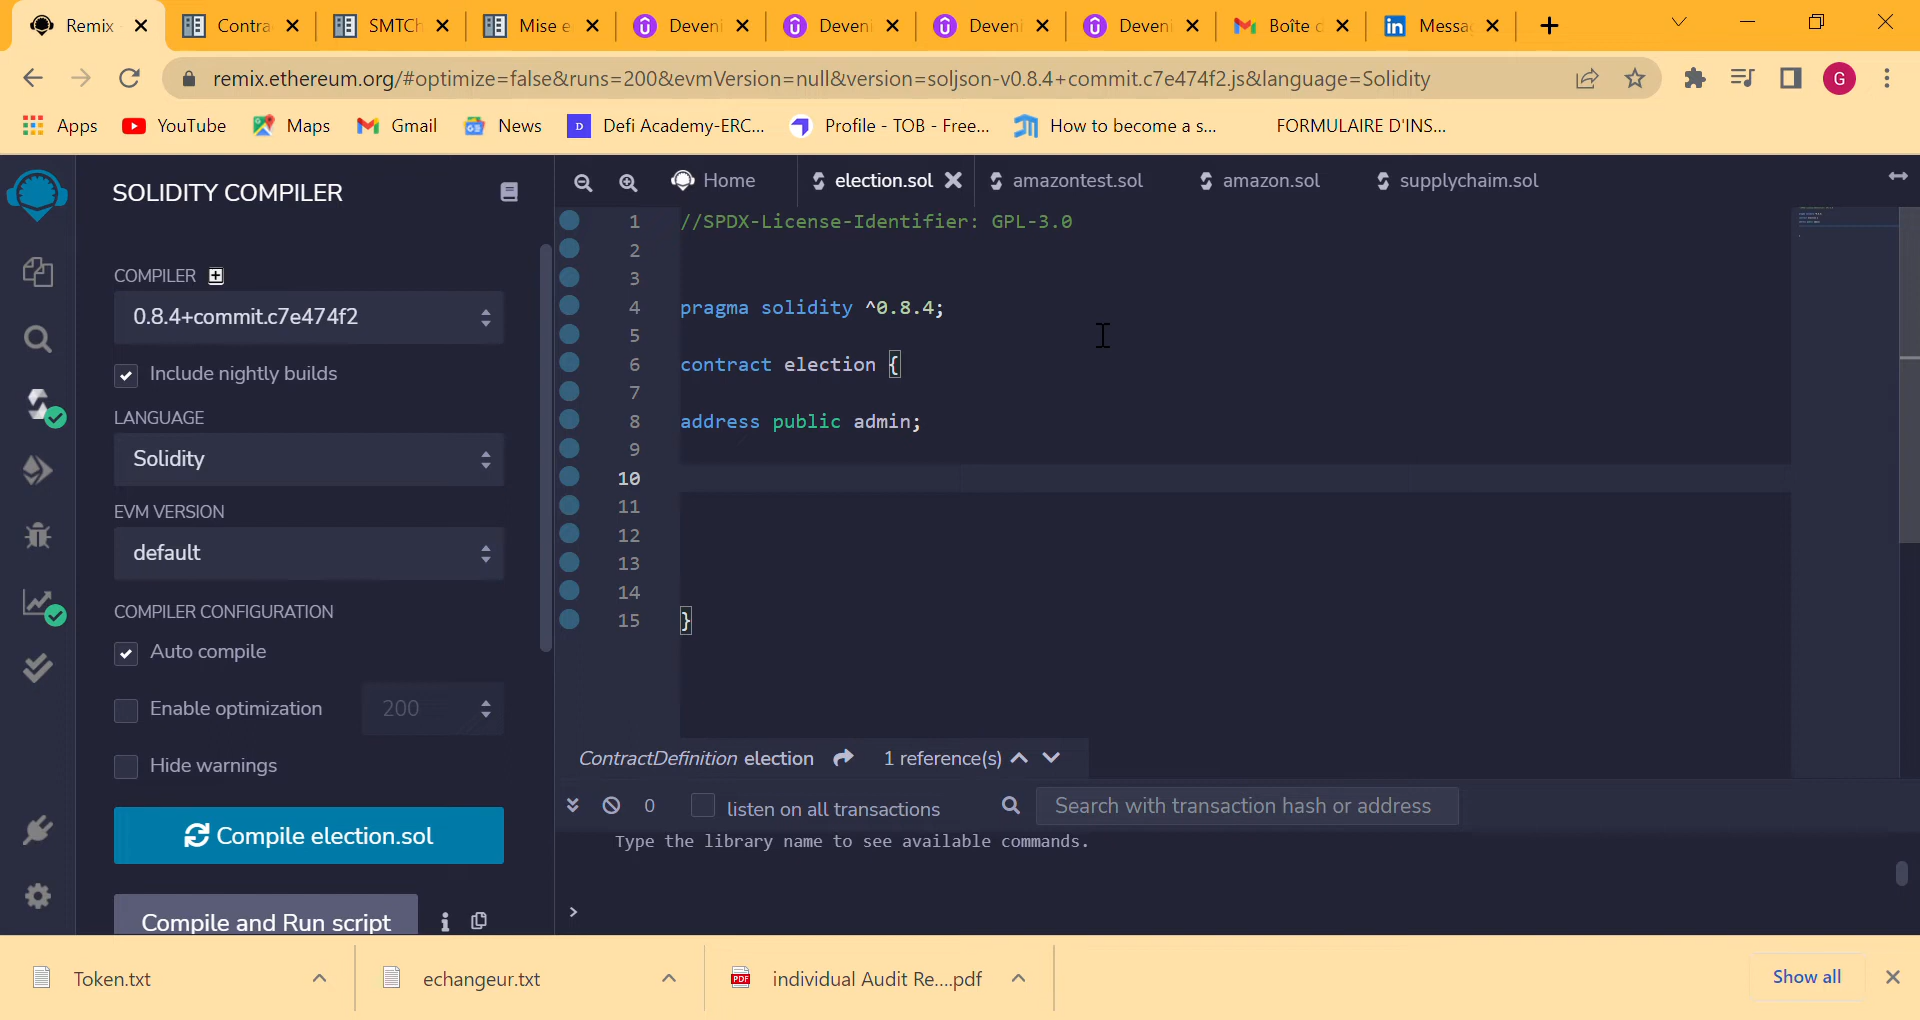 Remix
Contra
SMTCh
Mise e
Deveni
Deveni
Deveni
Deveni
Boîte d
Messag
remix.ethereum.org/#optimize=false&runs=200&evmVersion=null&version=soljson-v0.8.4+commit.c7e474f2.js&language=Solidity
G
Apps
YouTube
Maps
Gmail
News
D
Defi Academy-ERC...
Profile - TOB - Free...
How to become a s...
FORMULAIRE D'INS...
SOLIDITY COMPILER
COMPILER
0.8.4+commit.c7e474f2
Include nightly builds
LANGUAGE
Solidity
EVM VERSION
default
COMPILER CONFIGURATION
Auto compile
Enable optimization
200
Hide warnings
Compile election.sol
Compile and Run script
Home
election.sol
amazontest.sol
amazon.sol
supplychaim.sol
1 //SPDX-License-Identifier: GPL-3.0
2
3
4 pragma solidity ^0.8.4;
5
6 contract election {
7
8 address public admin;
9
10
11
12
13
14
15 }
ContractDefinition election 1 reference(s)
0 listen on all transactions
Search with transaction hash or address
Type the library name to see available commands.
>
Token.txt
echangeur.txt
PDF
individual Audit Re....pdf
Show all